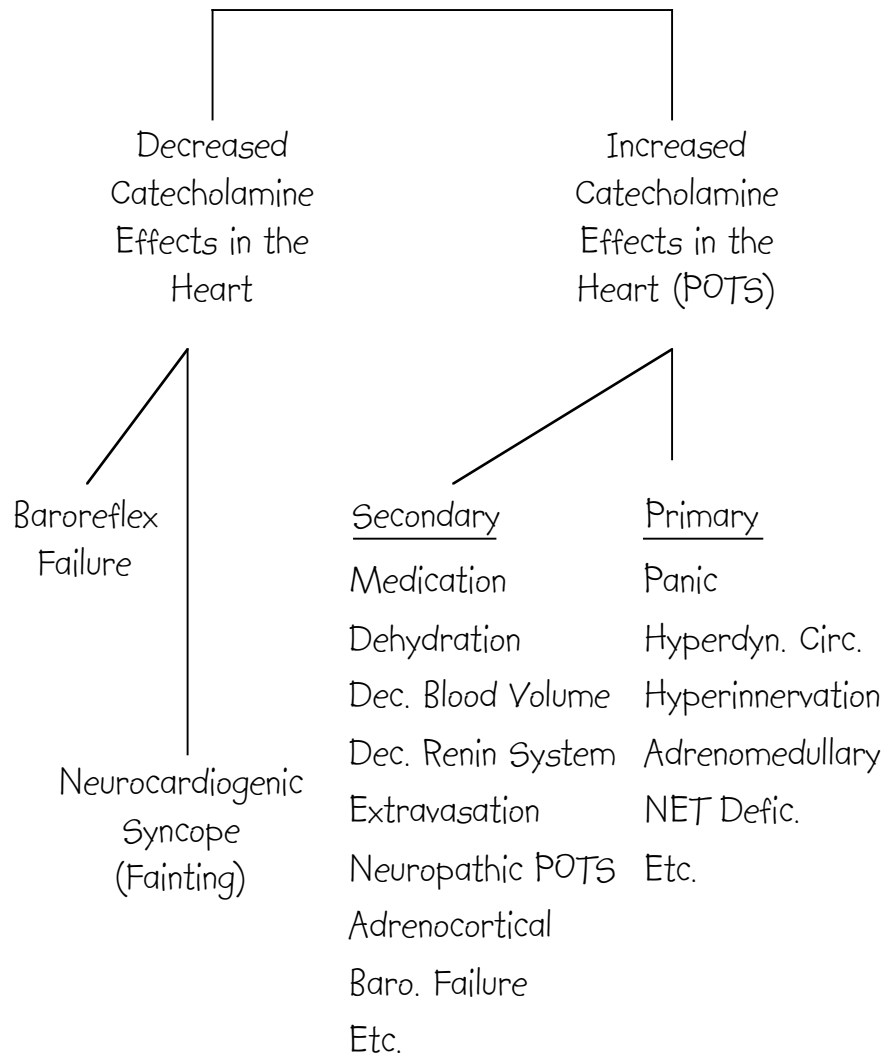 Decreased
Catecholamine
Effects in the
Heart
Increased
Catecholamine
Effects in the
Heart (POTS)
Baroreflex
Failure
Neurocardiogenic
Syncope
(Fainting)
Secondary
Medication
Dehydration
Dec. Blood Volume
Dec. Renin System
Extravasation
Neuropathic POTS
Adrenocortical
Baro. Failure
Etc.
Primary
Panic
Hyperdyn. Circ.
Hyperinnervation
Adrenomedullary
NET Defic.
Etc.